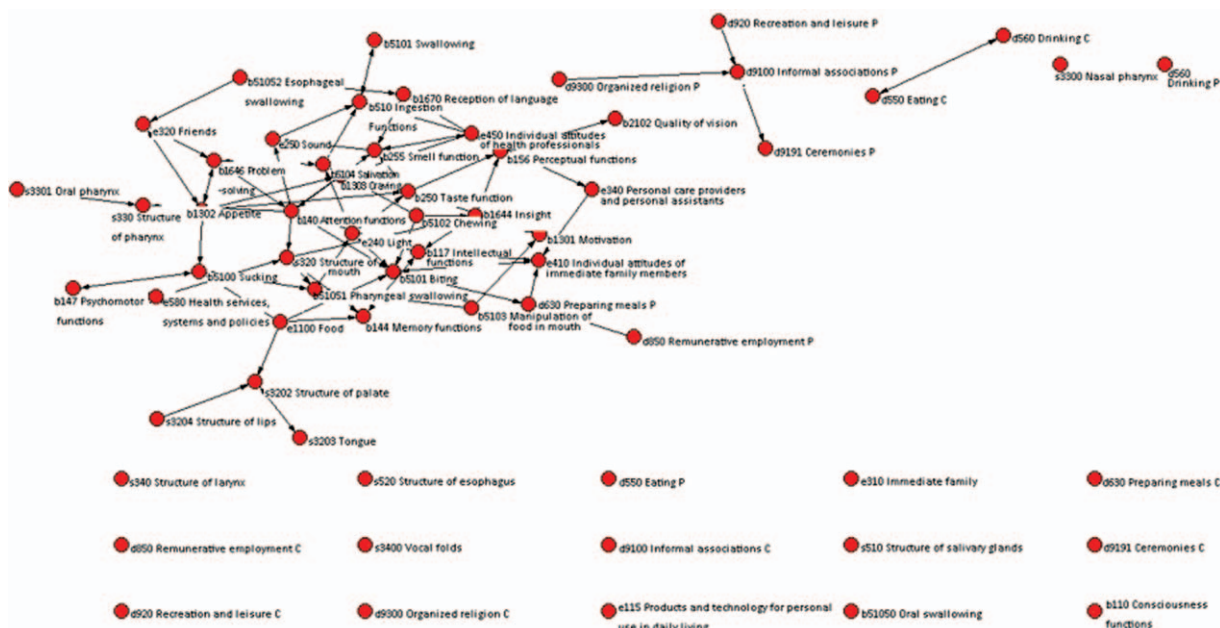 d920 Recreation and leisure P
d560 Drinking C
b5101 Swallowing
d9100 Informal associations P
s3300 Nasal pharynx
d560
Drinking P
b51052 Esophageal
swallowing
d9300 Organized religion P
d550 Eating C
b1670 Reception of language
b510 Ingestion
Functions
b2102 Quality of vision
e320 Friends
e250 Sound
e450 Individual attitudes
of health professionals
d9191 Ceremonies P
b255 Smell function
b156 Perceptual functions
b1646 Problem
-solving
b5104 Salivation
b1303 Craving
s3301 Oral pharynx
b250 Taste function
e340 Personal care providers
and personal assistants
s330 Structure
of pharynx
b1302 Appetite
b140 Attention functions
b5102 Chewing
b1644 Insight
e240 Light
b1301 Motivation
b117 Intellectual
functions
s320 Structure of
mouth
e410 Individual attitudes of
immediate family members
b5100 Sucking
b5101 Biting
b147 Psychomotor
functions
e580 Health services,
systems and policies
b51051 Pharyngeal swallowing
d630 Preparing meals P
b5103 Manipulation of
food in mouth
e1100 Food
b144 Memory functions
d850 Remunerative employment P
s3202 Structure of palate
s3204 Structure of lips
s3203 Tongue
s340 Structure of larynx
s520 Structure of esophagus
d550 Eating P
e310 Immediate family
d630 Preparing meals C
d850 Remunerative employment C
s3400 Vocal folds
d9100 Informal associations C
s510 Structure of salivary glands
d9191 Ceremonies C
d920 Recreation and leisure C
d9300 Organized religion C
e115 Products and technology for personal
use in daily living
b51050 Oral swallowing
b110 Consciousness
functions